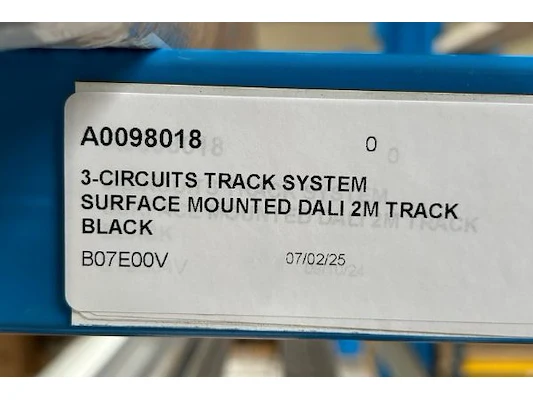 A0098018 0
3-CIRCUITS TRACK SYSTEM
SURFACE MOUNTED DALI 2M TRACK
BLACK
B07E00V 07/02/25